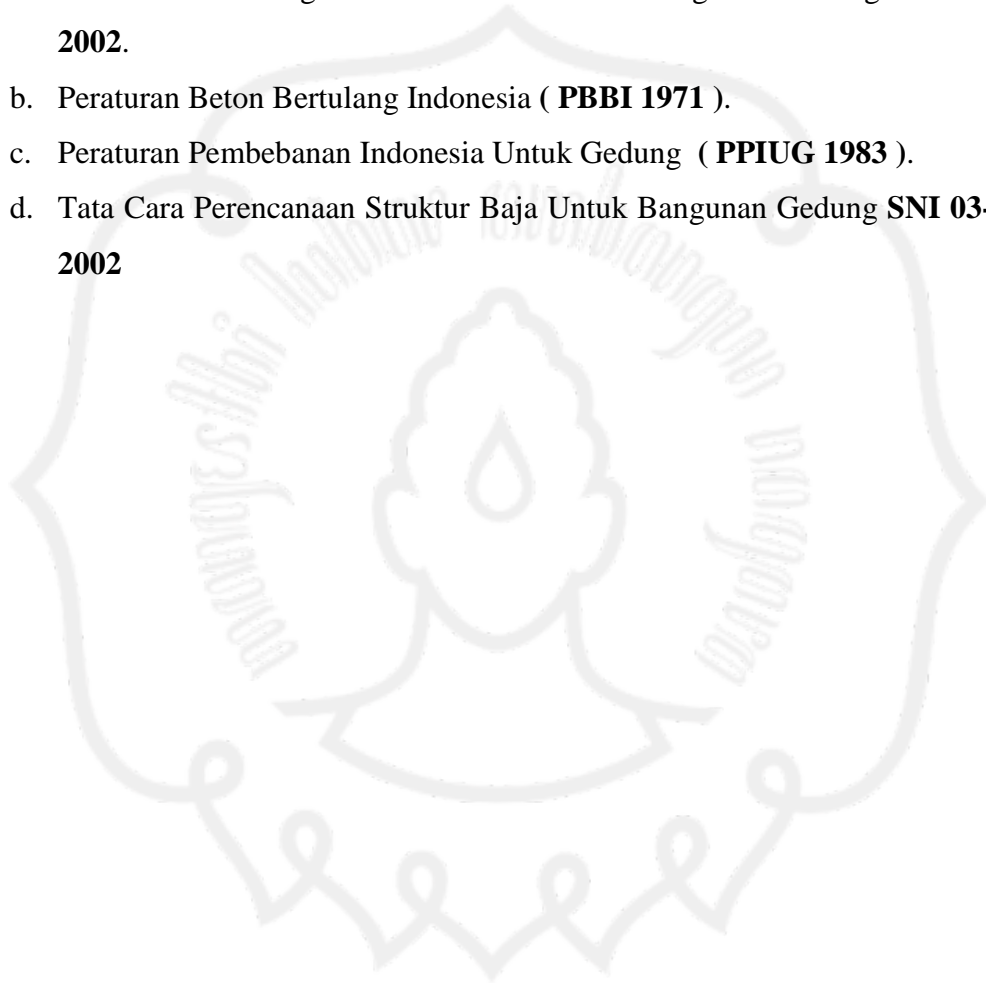 2002.
b. Peraturan Beton Bertulang Indonesia ( PBBI 1971 ).
c. Peraturan Pembebanan Indonesia Untuk Gedung ( PPIUG 1983 ).
d. Tata Cara Perencanaan Struktur Baja Untuk Bangunan Gedung SNI 03-
2002